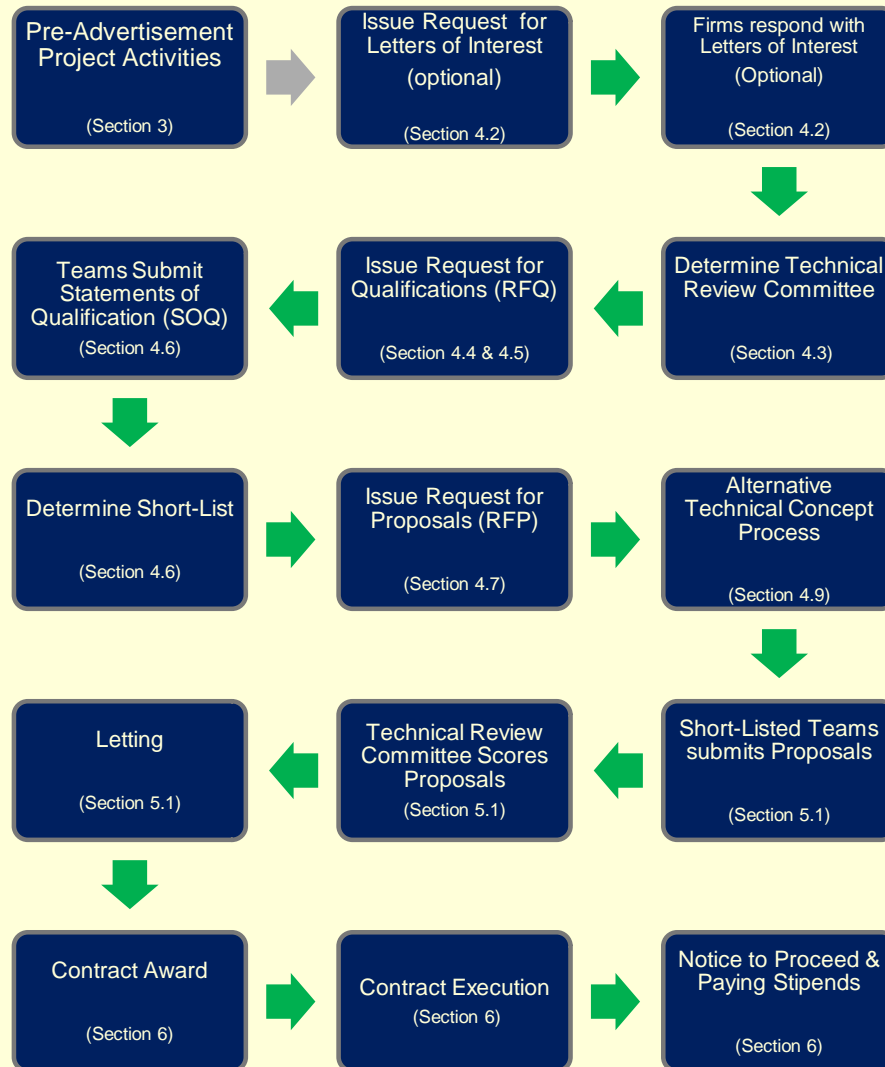 Pre-Advertisement
Project Activities
(Section 3)
Issue Request for
Letters of Interest
(optional)
(Section 4.2)
Firms respond with
Letters of Interest
(Optional)
(Section 4.2)
Determine Technical
Review Committee
(Section 4.3)
Issue Request for
Qualifications (RFQ)
(Section 4.4 & 4.5)
Teams Submit
Statements of
Qualification (SOQ)
(Section 4.6)
Determine Short-List
(Section 4.6)
Issue Request for
Proposals (RFP)
(Section 4.7)
Alternative
Technical Concept
Process
(Section 4.9)
Short-Listed Teams
submits Proposals
(Section 5.1)
Technical Review
Committee Scores
Proposals
(Section 5.1)
Letting
(Section 5.1)
Contract Award
(Section 6)
Contract Execution
(Section 6)
Notice to Proceed &
Paying Stipends
(Section 6)